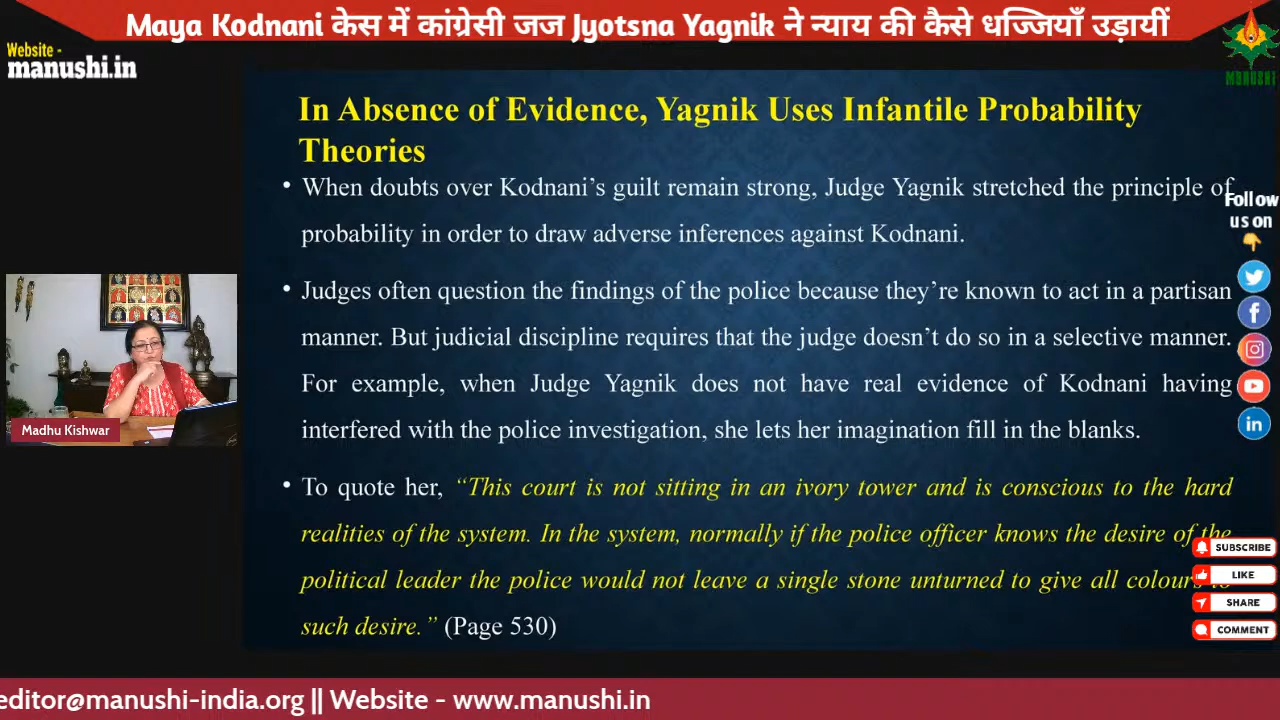 Maya Kodnani केस में कांग्रेसी जज Jyotsna Yagnik ने न्याय की कैसे धज्जियाँ उड़ायीं
Website -
manushi.in
MANUSHI
In Absence of Evidence, Yagnik Uses Infantile Probability
Theories
• When doubts over Kodnani’s guilt remain strong, Judge Yagnik stretched the principle of
probability in order to draw adverse inferences against Kodnani.
• Judges often question the findings of the police because they’re known to act in a partisan
manner. But judicial discipline requires that the judge doesn’t do so in a selective manner.
For example, when Judge Yagnik does not have real evidence of Kodnani having
interfered with the police investigation, she lets her imagination fill in the blanks.
• To quote her, “This court is not sitting in an ivory tower and is conscious to the hard
realities of the system. In the system, normally if the police officer knows the desire of the
political leader the police would not leave a single stone unturned to give all colours to
such desire.” (Page 530)
Madhu Kishwar
Follow
us on
SUBSCRIBE
LIKE
SHARE
COMMENT
editor@manushi-india.org || Website - www.manushi.in